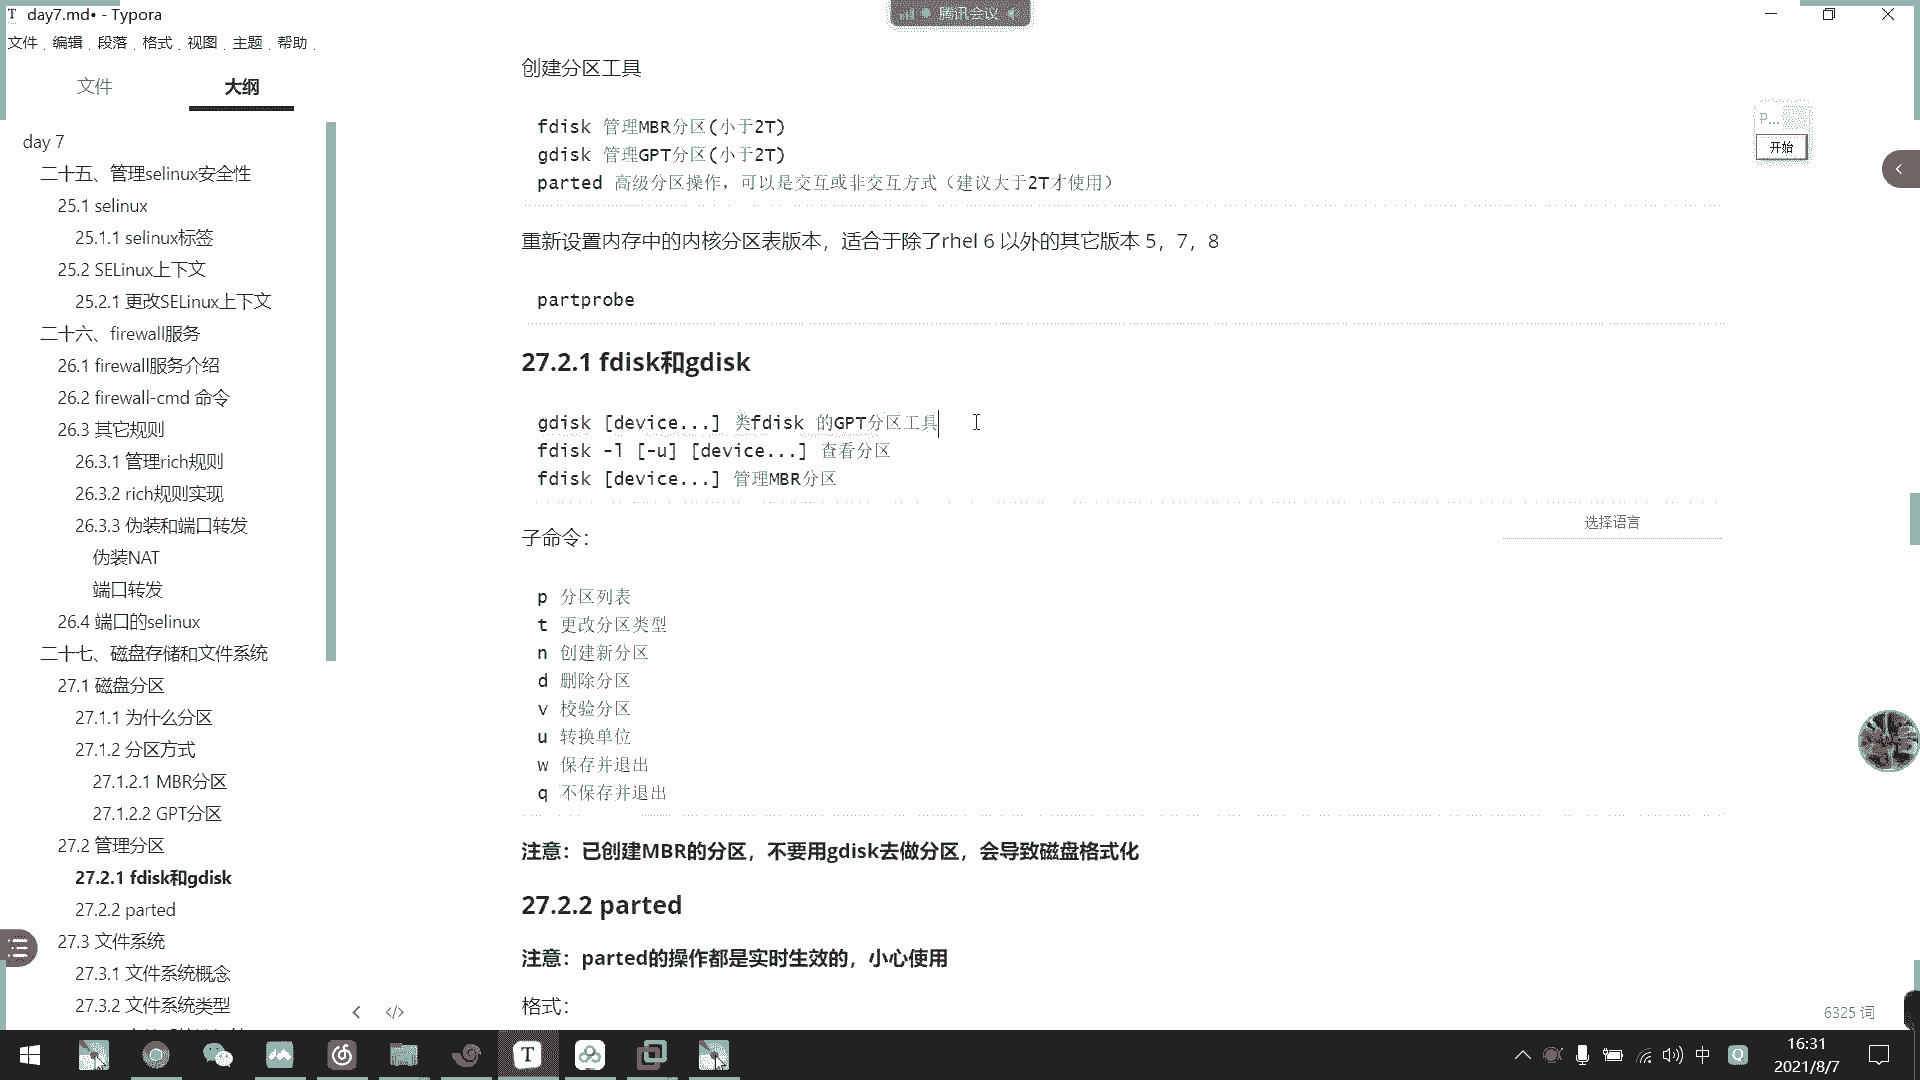 day7.md• - Typora
腾讯会议
文件 编辑 段落 格式 视图 主题 帮助
文件
大纲
day 7
二十五、管理selinux安全性
25.1 selinux
25.1.1 selinux标签
25.2 SELinux上下文
25.2.1 更改SELinux上下文
二十六、firewall服务
26.1 firewall服务介绍
26.2 firewall-cmd 命令
26.3 其它规则
26.3.1 管理rich规则
26.3.2 rich规则实现
26.3.3 伪装和端口转发
伪装NAT
端口转发
26.4 端口的selinux
二十七、磁盘存储和文件系统
27.1 磁盘分区
27.1.1 为什么分区
27.1.2 分区方式
27.1.2.1 MBR分区
27.1.2.2 GPT分区
27.2 管理分区
27.2.1 fdisk和gdisk
27.2.2 parted
27.3 文件系统
27.3.1 文件系统概念
27.3.2 文件系统类型
创建分区工具
fdisk 管理MBR分区(小于2T)
gdisk 管理GPT分区(小于2T)
parted 高级分区操作，可以是交互或非交互方式（建议大于2T才使用）
重新设置内存中的内核分区表版本，适合于除了rhel 6 以外的其它版本 5，7，8
partprobe
27.2.1 fdisk和gdisk
gdisk [device...] 类fdisk 的GPT分区工具
fdisk -l [-u] [device...] 查看分区
fdisk [device...] 管理MBR分区
选择语言
子命令：
p 分区列表
t 更改分区类型
n 创建新分区
d 删除分区
v 校验分区
u 转换单位
w 保存并退出
q 不保存并退出
注意：已创建MBR的分区，不要用gdisk去做分区，会导致磁盘格式化
27.2.2 parted
注意：parted的操作都是实时生效的，小心使用
格式：
P...
开始
6325 词
中
16:31
2021/8/7